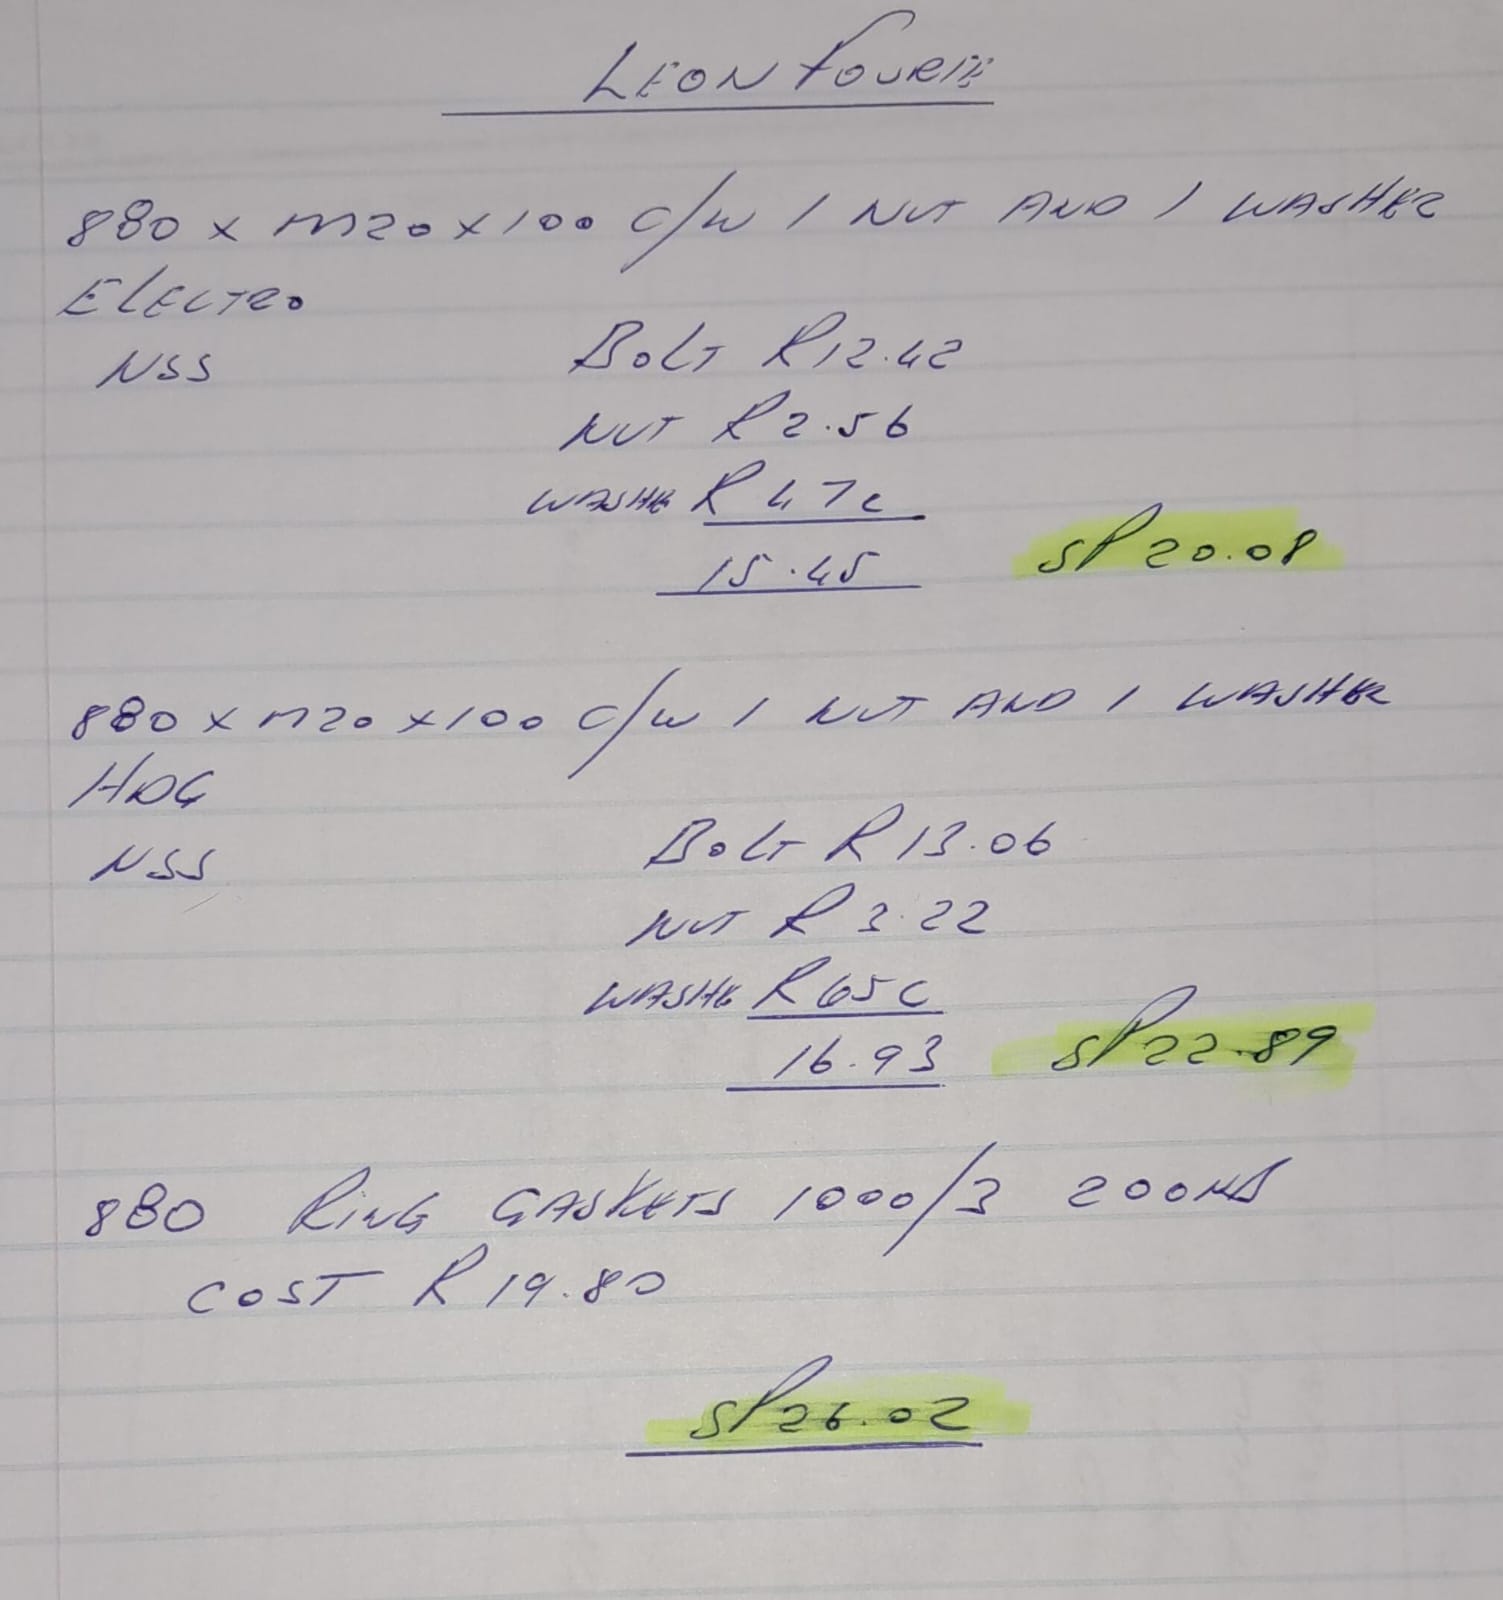 LEON FOURIE
880 x M20 x 100 C/W 1 NUT AND 1 WASHER
ELECTRO
NSS
BOLT R12.42
NUT R2.56
WASHER R47c
15.45
SP 20.08
880 x M20 x 100 C/W 1 NUT AND 1 WASHER
HDG
NSS
BOLT R13.06
NUT R3.22
WASHER R65c
16.93
SP 22.89
880 RING GASKETS 1000/3 200NB
COST R19.80
SP 26.02